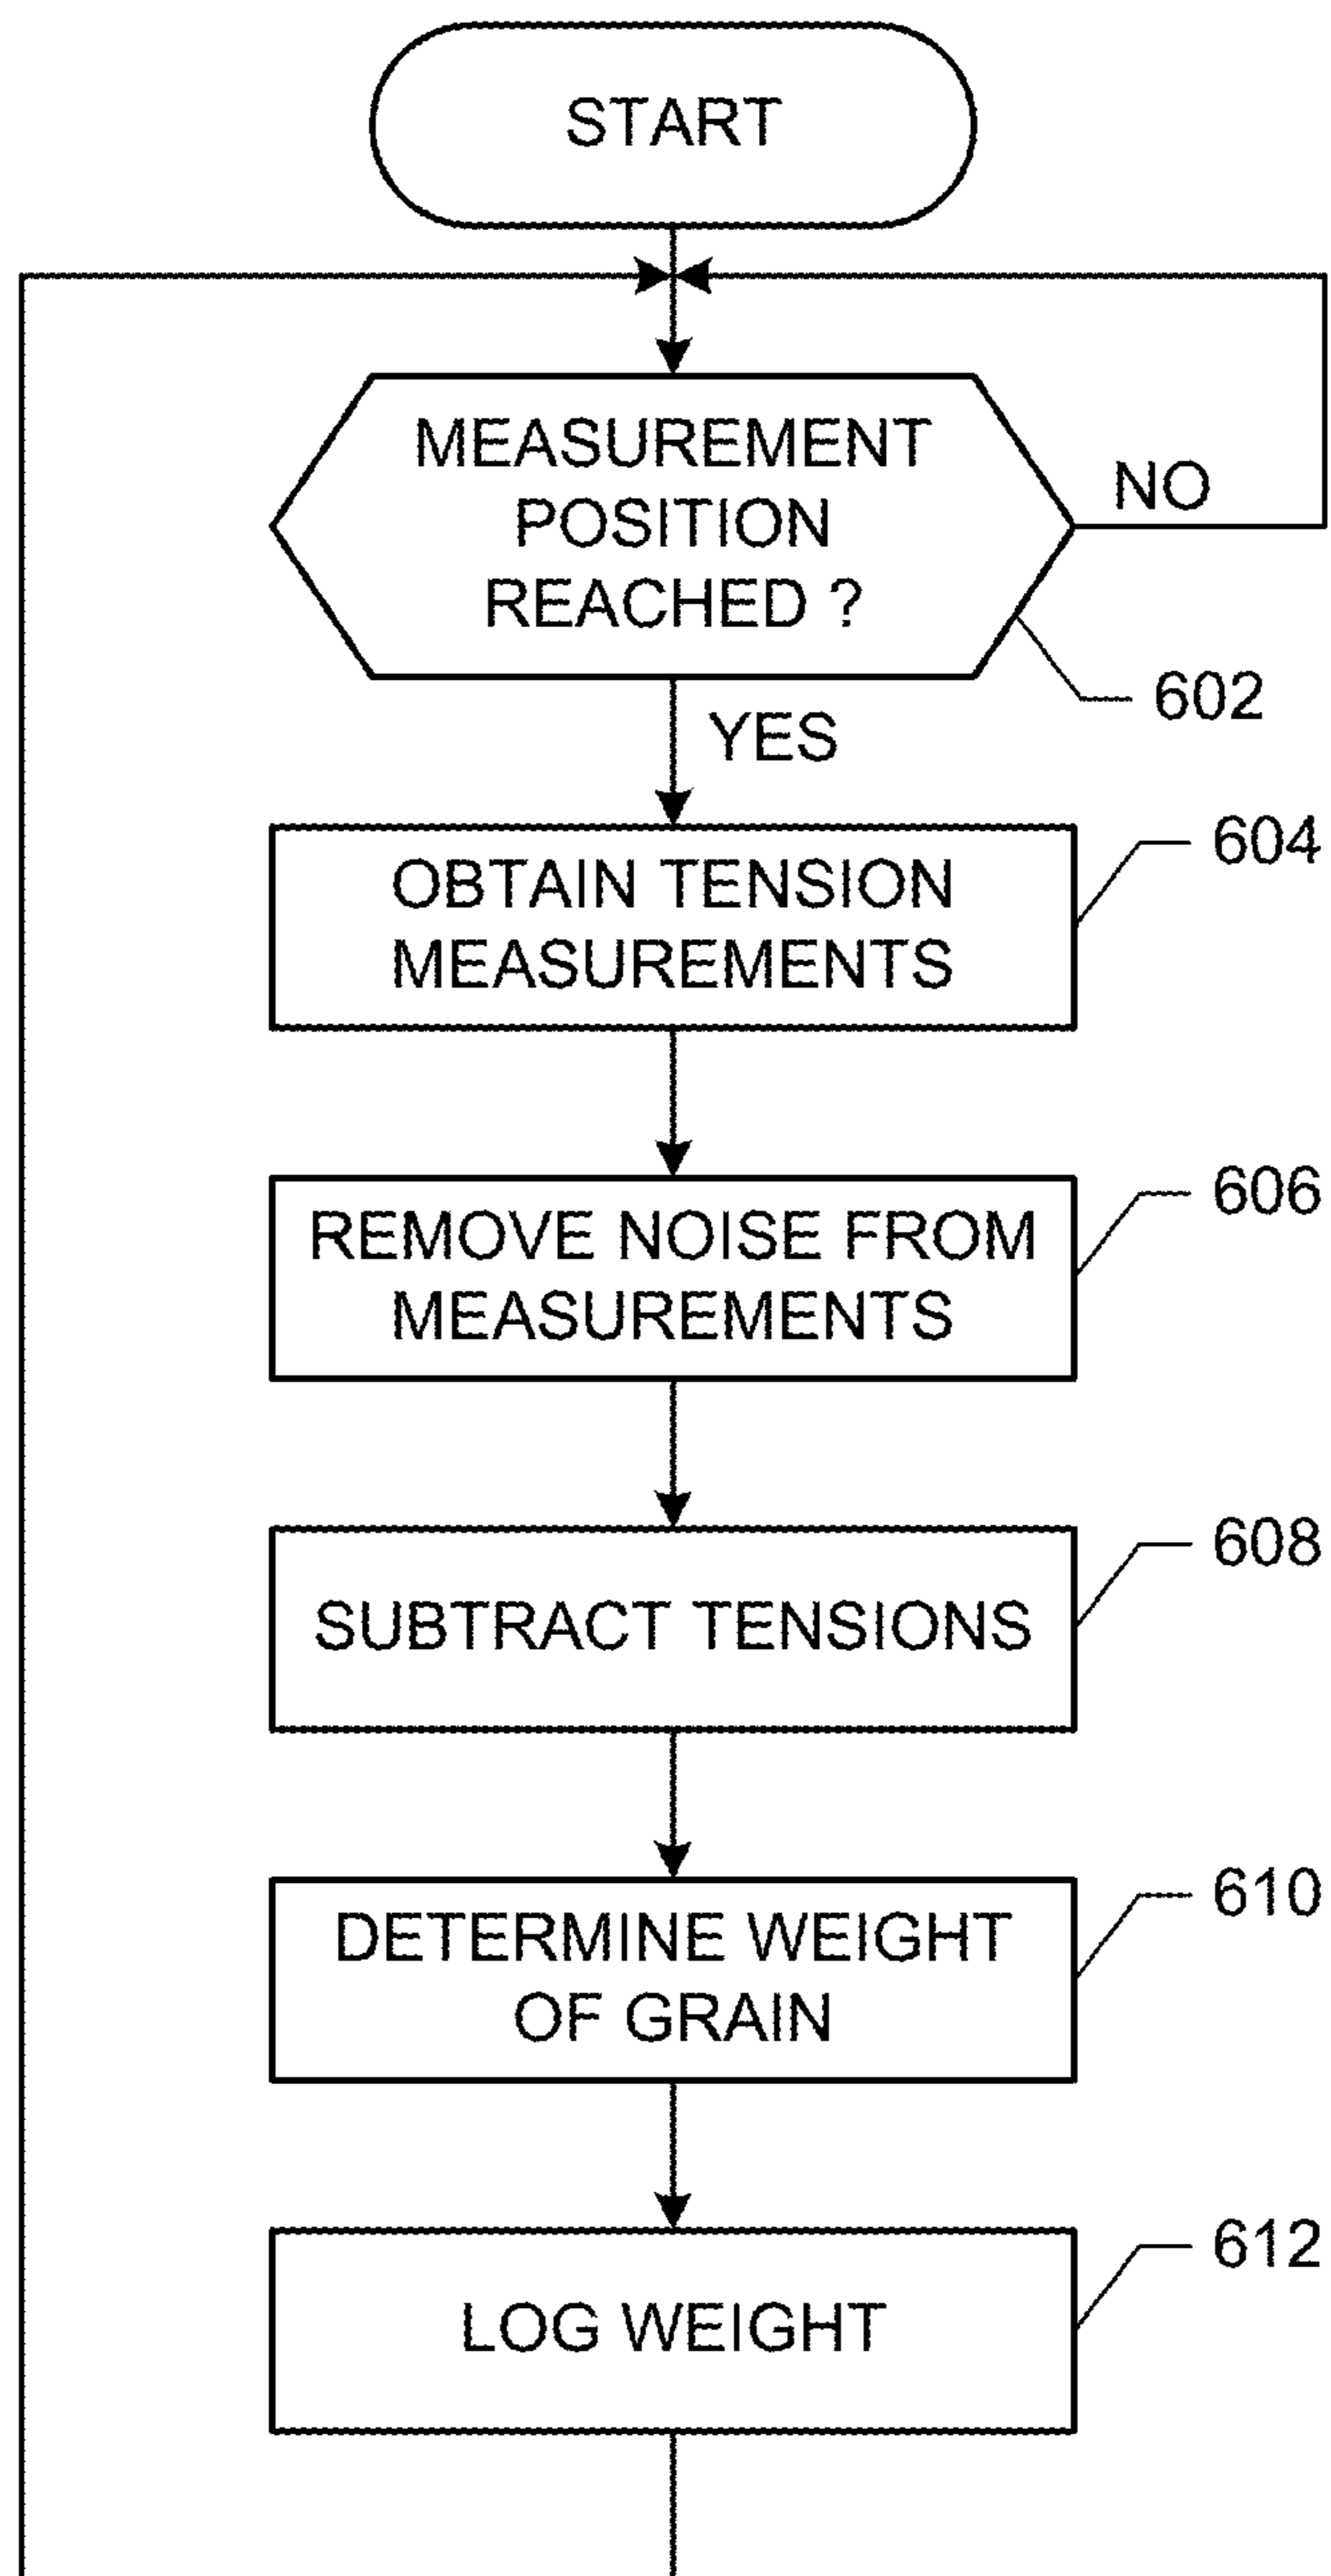 START
MEASUREMENT
POSITION
REACHED ?
NO
602
YES
604
OBTAIN TENSION
MEASUREMENTS
606
REMOVE NOISE FROM
MEASUREMENTS
608
SUBTRACT TENSIONS
610
DETERMINE WEIGHT
OF GRAIN
612
LOG WEIGHT